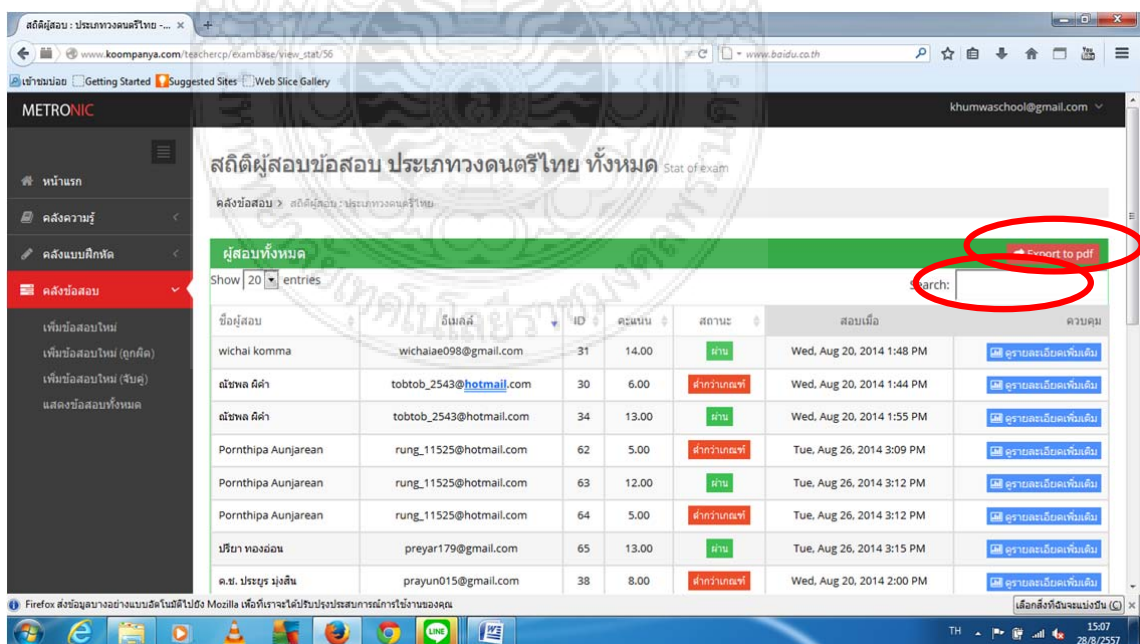 สถิติผู้สอบ : ประเภทวงดนตรีไทย -... ×
www.koompanya.com/teachercp/exambase/view_stat/56
www.baidu.co.th
เข้าชมบ่อย Getting Started Suggested Sites Web Slice Gallery
METRONIC
khumwaschool@gmail.com
หน้าแรก
คลังความรู้
คลังแบบฝึกหัด
คลังข้อสอบ
เพิ่มข้อสอบใหม่
เพิ่มข้อสอบใหม่ (ถูกผิด)
เพิ่มข้อสอบใหม่ (จับคู่)
แสดงข้อสอบทั้งหมด
สถิติผู้สอบข้อสอบ ประเภทวงดนตรีไทย ทั้งหมด Stat of exam
คลังข้อสอบ > สถิติผู้สอบ : ประเภทวงดนตรีไทย
ผู้สอบทั้งหมด Export to pdf
Show 20 entries Search:
ชื่อผู้สอบ อีเมลล์ ID คะแนน สถานะ สอบเมื่อ ควบคุม
wichai komma wichaiae098@gmail.com 31 14.00 ผ่าน Wed, Aug 20, 2014 1:48 PM ดูรายละเอียดเพิ่มเติม
ณัชพล ผิคำ tobtob_2543@hotmail.com 30 6.00 ต่ำกว่าเกณฑ์ Wed, Aug 20, 2014 1:44 PM ดูรายละเอียดเพิ่มเติม
ณัชพล ผิคำ tobtob_2543@hotmail.com 34 13.00 ผ่าน Wed, Aug 20, 2014 1:55 PM ดูรายละเอียดเพิ่มเติม
Pornthipa Aunjarean rung_11525@hotmail.com 62 5.00 ต่ำกว่าเกณฑ์ Tue, Aug 26, 2014 3:09 PM ดูรายละเอียดเพิ่มเติม
Pornthipa Aunjarean rung_11525@hotmail.com 63 12.00 ผ่าน Tue, Aug 26, 2014 3:12 PM ดูรายละเอียดเพิ่มเติม
Pornthipa Aunjarean rung_11525@hotmail.com 64 5.00 ต่ำกว่าเกณฑ์ Tue, Aug 26, 2014 3:12 PM ดูรายละเอียดเพิ่มเติม
ปรียา ทองอ่อน preyar179@gmail.com 65 13.00 ผ่าน Tue, Aug 26, 2014 3:15 PM ดูรายละเอียดเพิ่มเติม
ด.ช. ประยูร มุ่งสิ้น prayun015@gmail.com 38 8.00 ต่ำกว่าเกณฑ์ Wed, Aug 20, 2014 2:00 PM ดูรายละเอียดเพิ่มเติม
Firefox ส่งข้อมูลบางอย่างแบบอัตโนมัติไปยัง Mozilla เพื่อที่เราจะได้ปรับปรุงประสบการณ์การใช้งานของคุณ เลือกสิ่งที่ฉันจะแบ่งปัน (C) ×
LINE TH 15:07
28/8/2557